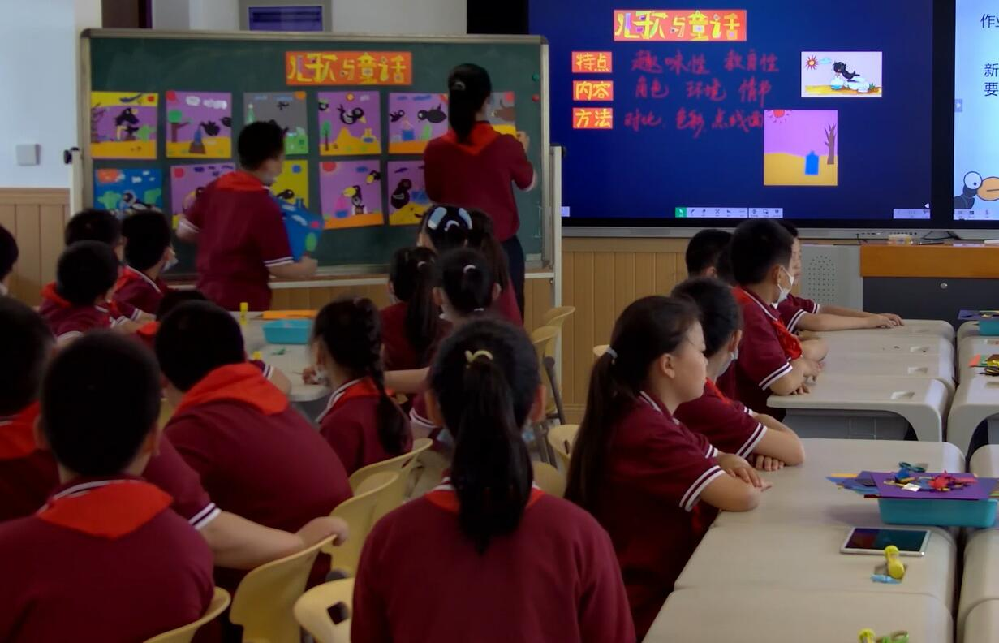 儿歌与童话
儿歌与童话
特点 趣味性 教育性
内容 角色 环境 情节
方法 对比、色彩、点线面
作业
新
要